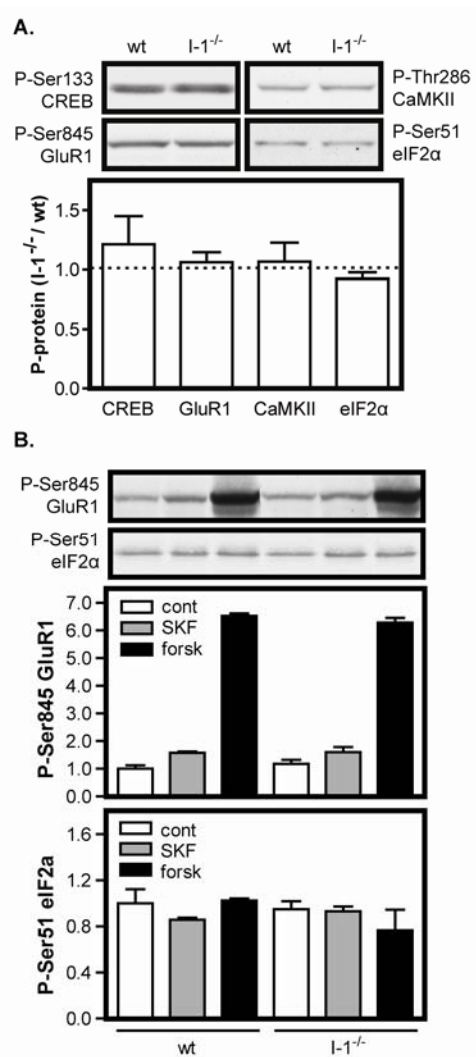 A.
wt I-1-/- wt I-1-/-
P-Ser133
CREB
P-Thr286
CaMKII
P-Ser845
GluR1
P-Ser51
eIF2α
P-protein (I-1-/-/ wt)
1.5
1.0
0.5
0.0
CREB GluR1 CaMKII eIF2α
B.
P-Ser845
GluR1
P-Ser51
eIF2α
P-Ser845 GluR1
7.0
6.0
5.0
4.0
3.0
2.0
1.0
0.0
cont
SKF
forsk
P-Ser51 eIF2a
1.6
1.2
0.8
0.4
0.0
cont
SKF
forsk
wt I-1-/-